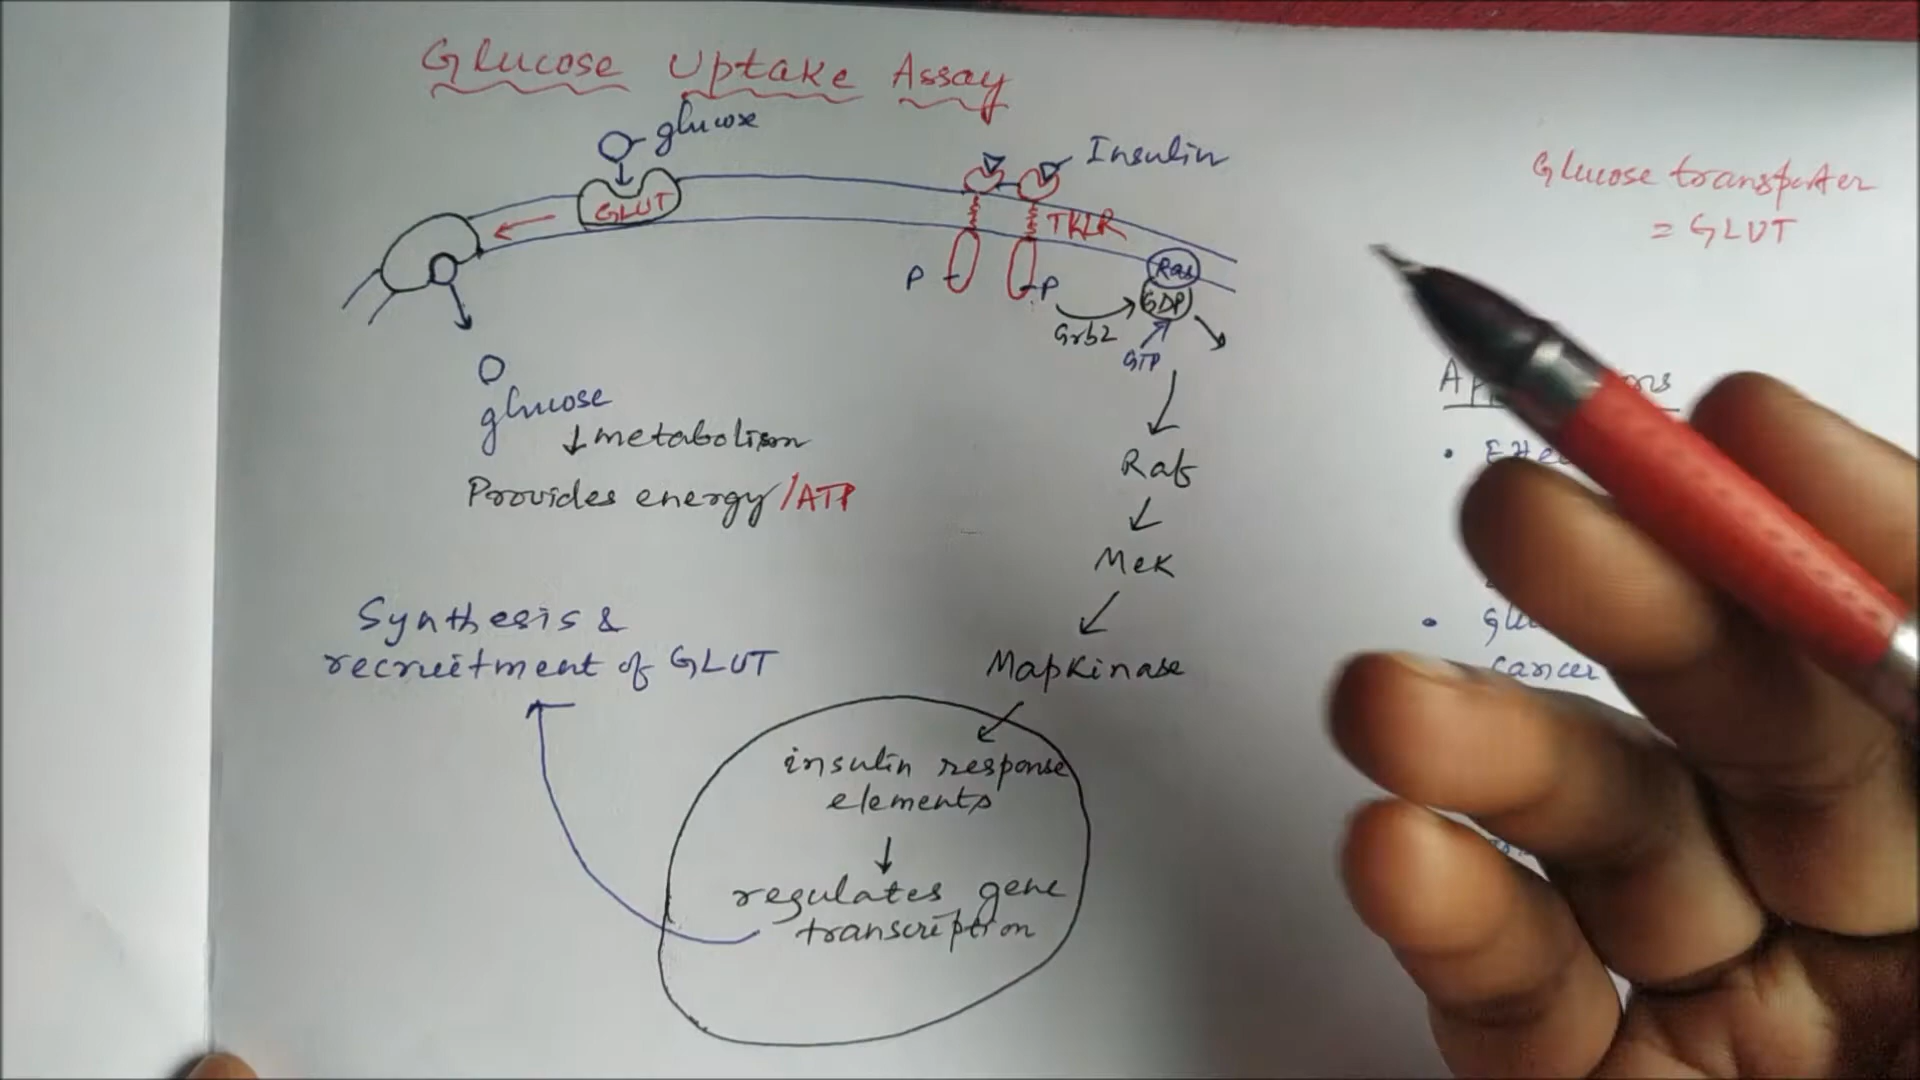 Glucose Uptake Assay
glucose
Insulin
GLUT
TKLR
Glucose transporter
= GLUT
P
P
Ras
GDP
Grb2
GTP
glucose
metabolism
Provides energy/ATP
Raf
Mek
Mapkinase
Synthesis &
recruitment of GLUT
insulin response
elements
regulates gene
transcription
cancer